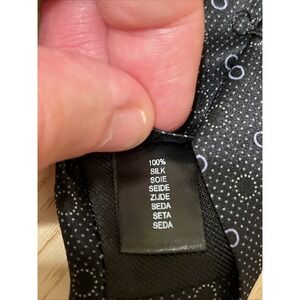 100%
SILK
SOIE
SEIDE
ZIJDE
SEDA
SETA
SEDA